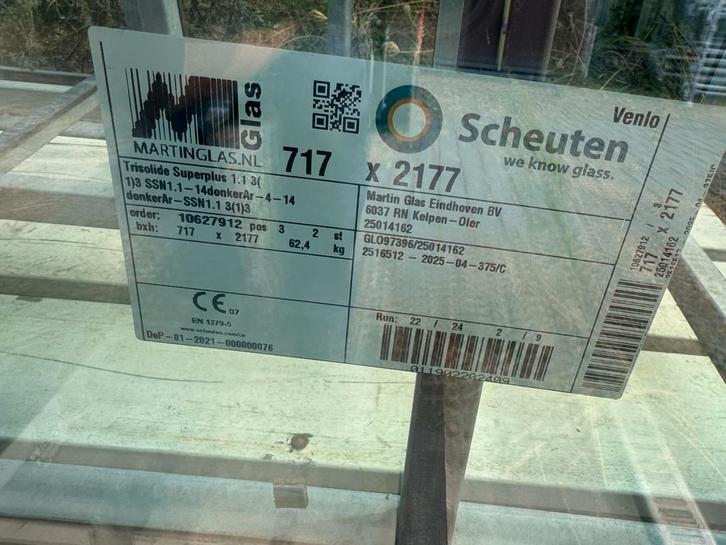 Glas
MARTINGLAS.NL
717 x 2177
Scheuten
we know glass.
Venlo
Trisolide Superplus 1.1 3(
1)3 SSN1.1-14donkerAr-4-14
donkerAr-SSN1.1 3(1)3
order: 10627912 pos 3 2 st
bxh: 717 x 2177 62,4 kg
Martin Glas Eindhoven BV
6037 RN Kelpen-Oler
25014162
GLO97396/25014162
2516512 - 2025-04-375/C
CE 07
EN 1279-5
www.scheuten.com/ce
DoP-01-2021-000000076
Run: 22 / 24 2 / 9
011902202409
10627912 / 3
717 x 2177
25014162